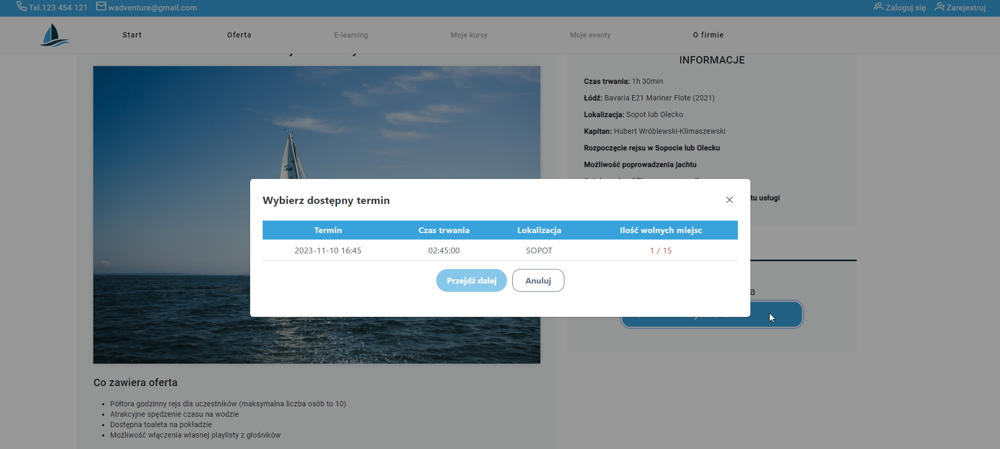 Tel.123 454 121 wadventure@gmail.com Zaloguj się Zarejestruj
Start Oferta E-learning Moje kursy Moje eventy O firmie
INFORMACJE
Czas trwania: 1h 30min
Łódź: Bavaria E21 Mariner Flote (2021)
Lokalizacja: Sopot lub Olecko
Kapitan: Hubert Wróblewski-Klimaszewski
Rozpoczęcie rejsu w Sopocie lub Olecku
Możliwość poprowadzenia jachtu
tu usługi
Wybierz dostępny termin
Termin Czas trwania Lokalizacja Ilość wolnych miejsc
2023-11-10 16:45 02:45:00 SOPOT 1 / 15
Przejdź dalej Anuluj
Co zawiera oferta
• Półtora godzinny rejs dla uczestników (maksymalna liczba osób to 10)
• Atrakcyjne spędzenie czasu na wodzie
• Dostępna toaleta na pokładzie
• Możliwość włączenia własnej playlisty z głośników